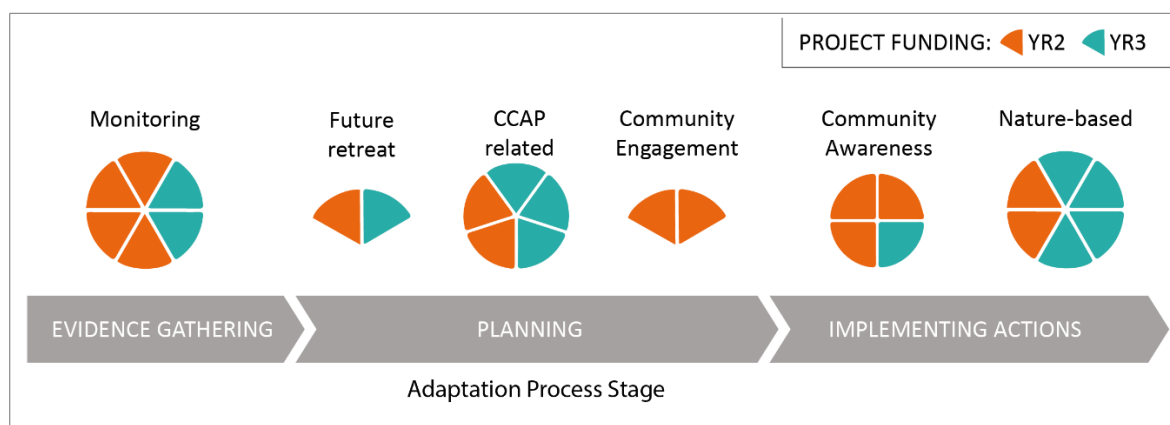 PROJECT FUNDING: YR2 YR3
Monitoring
Future
retreat
CCAP
related
Community
Engagement
Community
Awareness
Nature-based
EVIDENCE GATHERING
PLANNING
IMPLEMENTING ACTIONS
Adaptation Process Stage